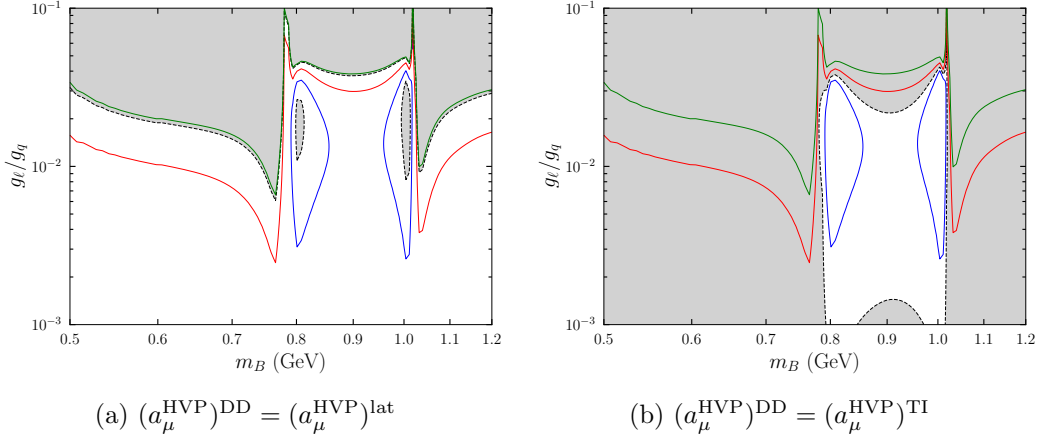 10⁻¹
10⁻²
10⁻³
g_ℓ/g_q
0.5 0.6 0.7 0.8 0.9 1.0 1.1 1.2
m_B (GeV)
(a) (a_μ^HVP)^DD = (a_μ^HVP)^lat
10⁻¹
10⁻²
10⁻³
g_ℓ/g_q
0.5 0.6 0.7 0.8 0.9 1.0 1.1 1.2
m_B (GeV)
(b) (a_μ^HVP)^DD = (a_μ^HVP)^TI